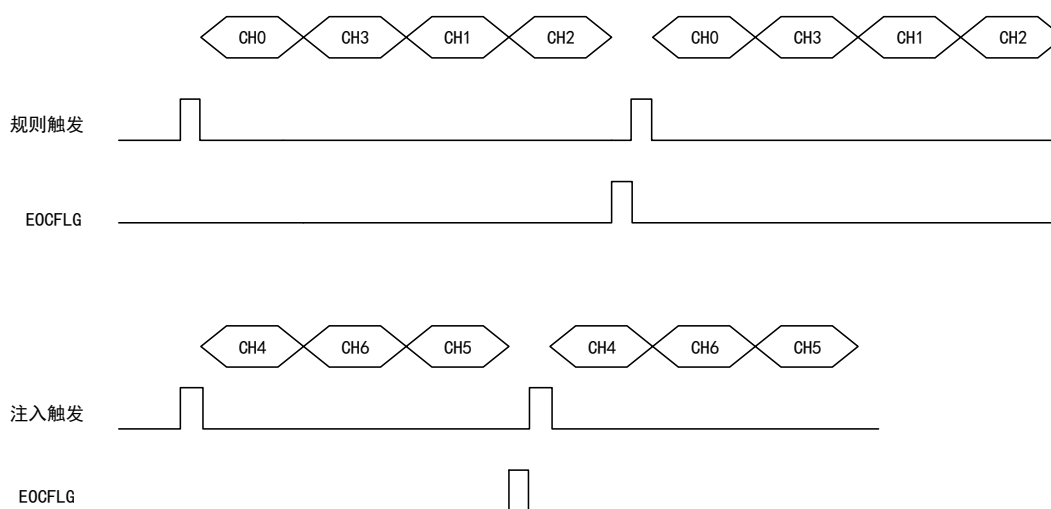 CH0 CH3 CH1 CH2 CH0 CH3 CH1 CH2
规则触发
EOCFLG
CH4 CH6 CH5 CH4 CH6 CH5
注入触发
EOCFLG